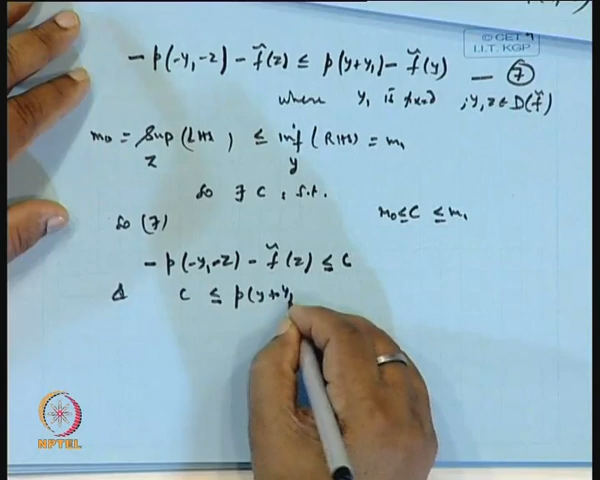 © CET
I.I.T. KGP
-p(-y₁-z) - f̃(z) ≤ p(y+y₁) - f̃(y) — ⑦
where y₁ is fixed , y, z ∈ D(f̃)
m₀ = Sup (LHS) ≤ inf (RHS) = m₁
z y
So ∃ C, s.t.
m₀ ≤ C ≤ m₁
So (7)
-p(-y₁-z) - f̃(z) ≤ C
& C ≤ p(y+y₁
NPTEL